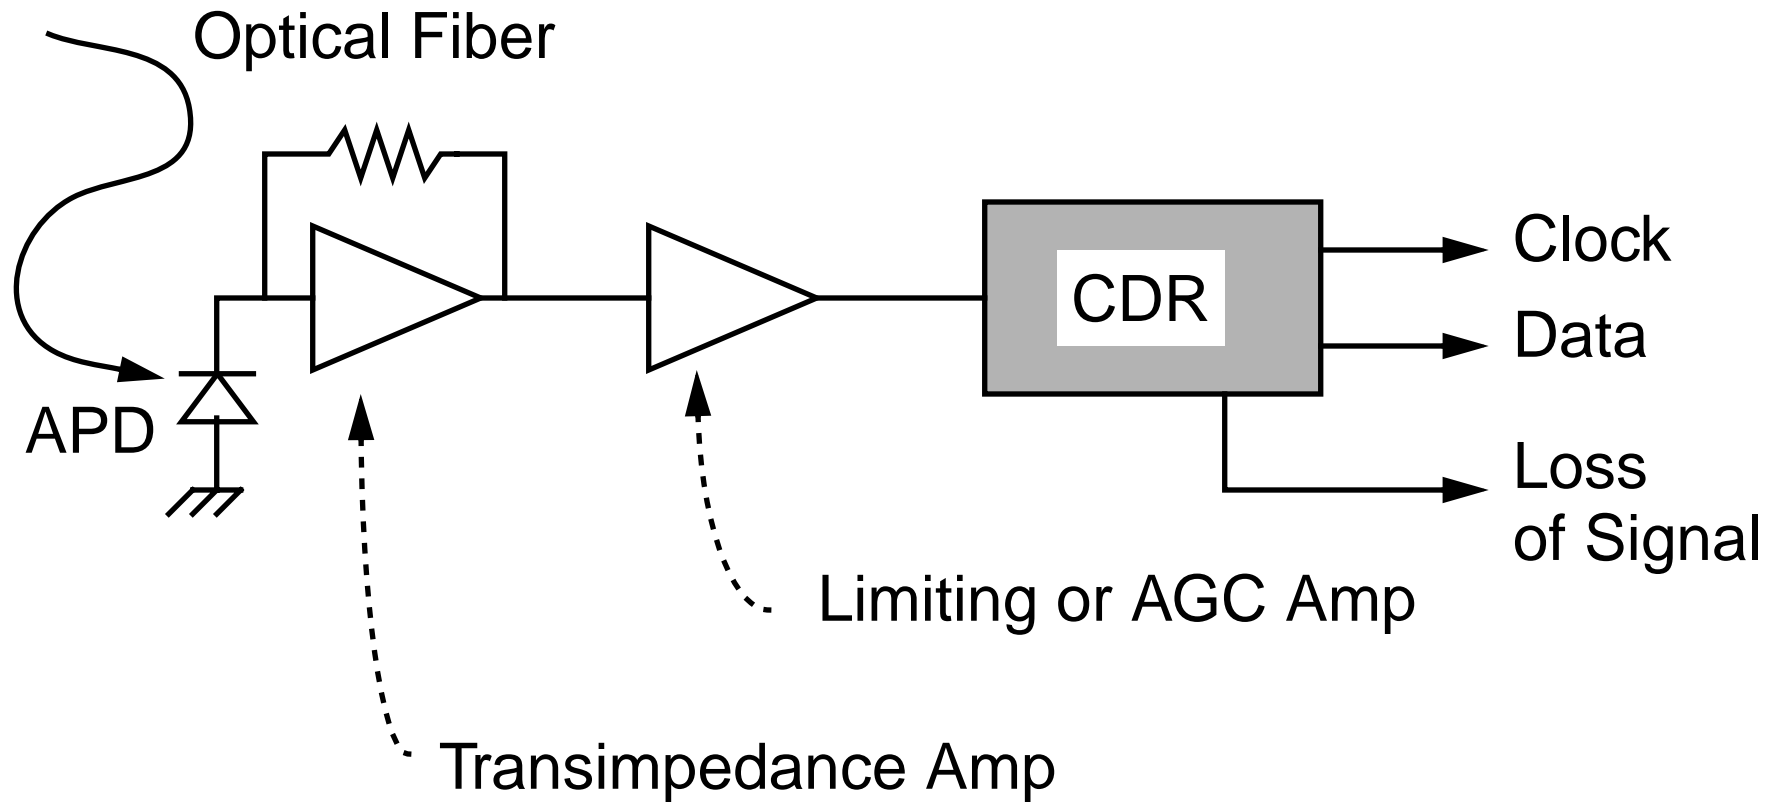 Optical Fiber
APD
CDR
Clock
Data
Loss
of Signal
Limiting or AGC Amp
Transimpedance Amp